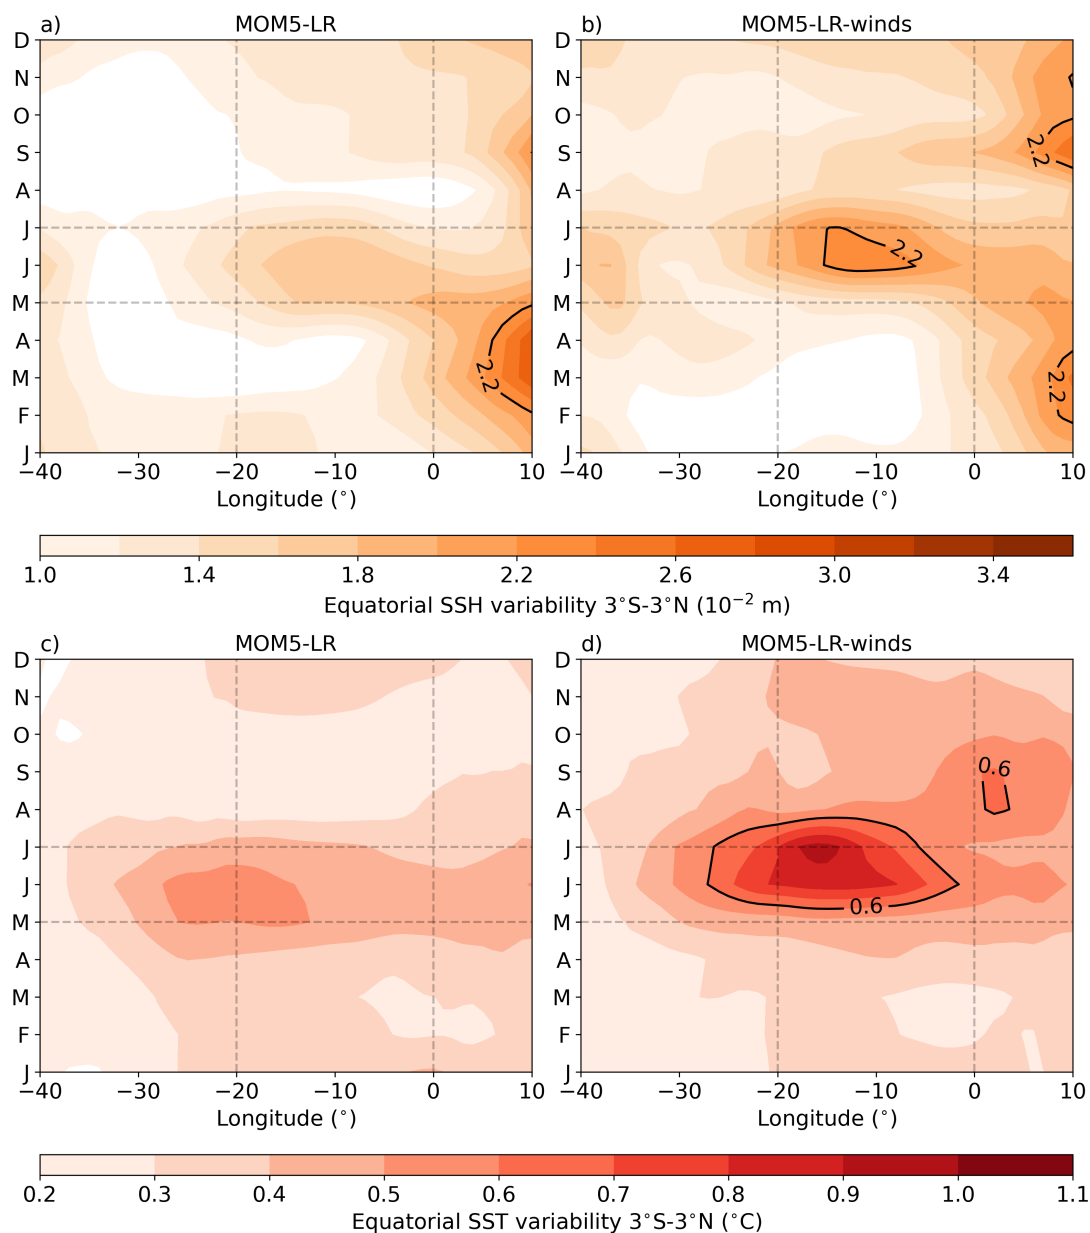 a) MOM5-LR
D
N
O
S
A
J
J
M
A
M
F
J
2.2
−40 −30 −20 −10 0 10
Longitude (°)
b) MOM5-LR-winds
D
N
O
S
A
J
J
M
A
M
F
J
2.2
2.2
2.2
−40 −30 −20 −10 0 10
Longitude (°)
1.0 1.4 1.8 2.2 2.6 3.0 3.4
Equatorial SSH variability 3°S-3°N (10⁻² m)
c) MOM5-LR
D
N
O
S
A
J
J
M
A
M
F
J
−40 −30 −20 −10 0 10
Longitude (°)
d) MOM5-LR-winds
D
N
O
S
A
J
J
M
A
M
F
J
0.6
0.6
−40 −30 −20 −10 0 10
Longitude (°)
0.2 0.3 0.4 0.5 0.6 0.7 0.8 0.9 1.0 1.1
Equatorial SST variability 3°S-3°N (°C)